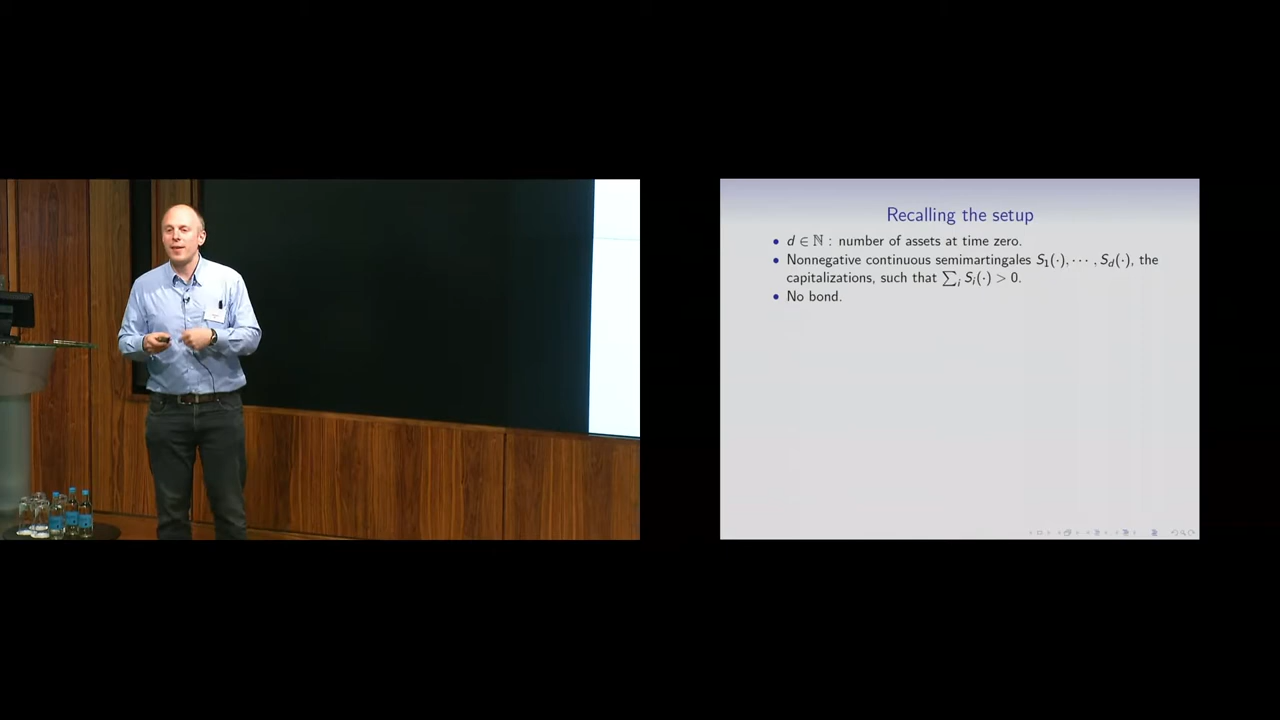 Recalling the setup
• d ∈ ℕ : number of assets at time zero.
• Nonnegative continuous semimartingales S₁(·), ⋯ , S_d(·), the
capitalizations, such that ∑ᵢ Sᵢ(·) > 0.
• No bond.